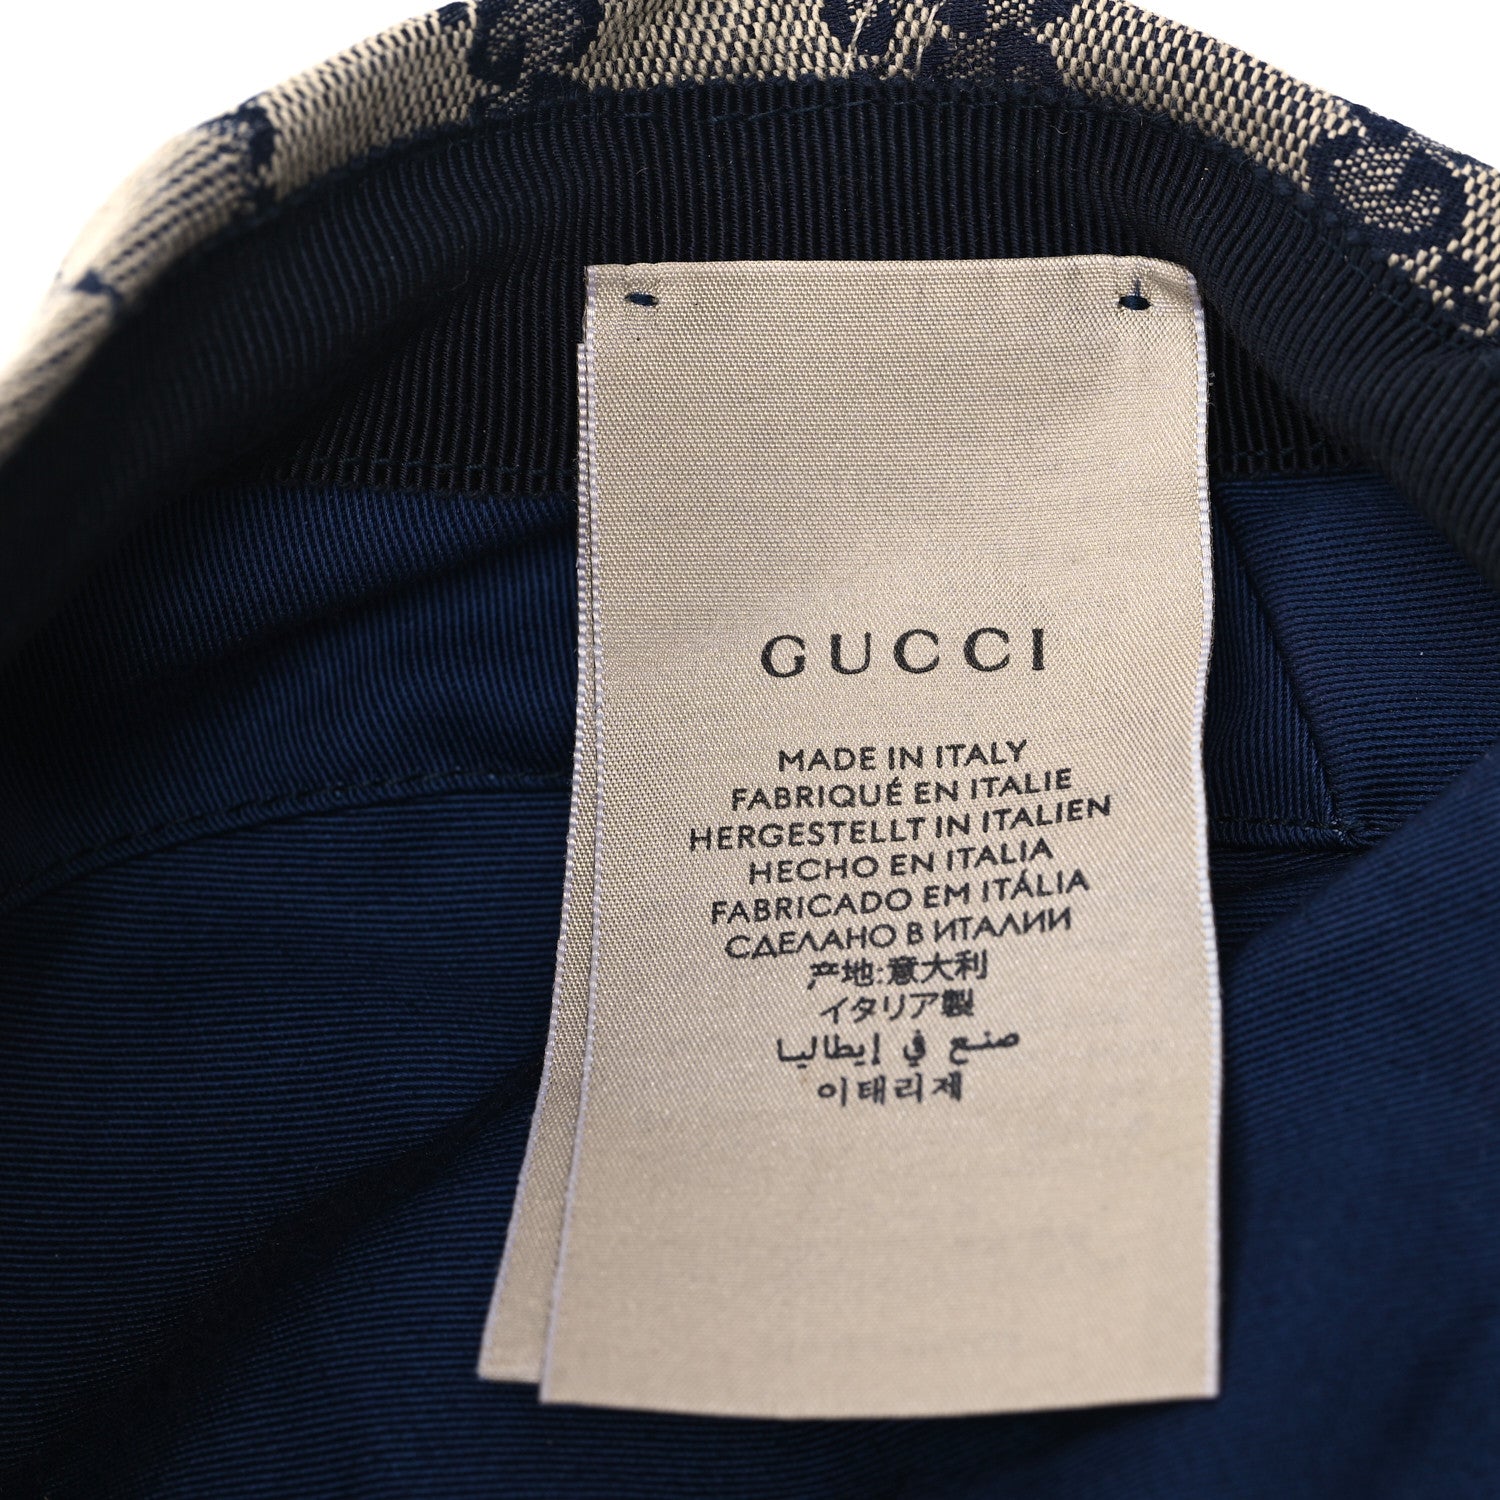 GUCCI
MADE IN ITALY
FABRIQUÉ EN ITALIE
HERGESTELLT IN ITALIEN
HECHO EN ITALIA
FABRICADO EM ITÁLIA
СДЕЛАНО В ИТАЛИИ
产地:意大利
イタリア製
صنع في إيطاليا
이태리제